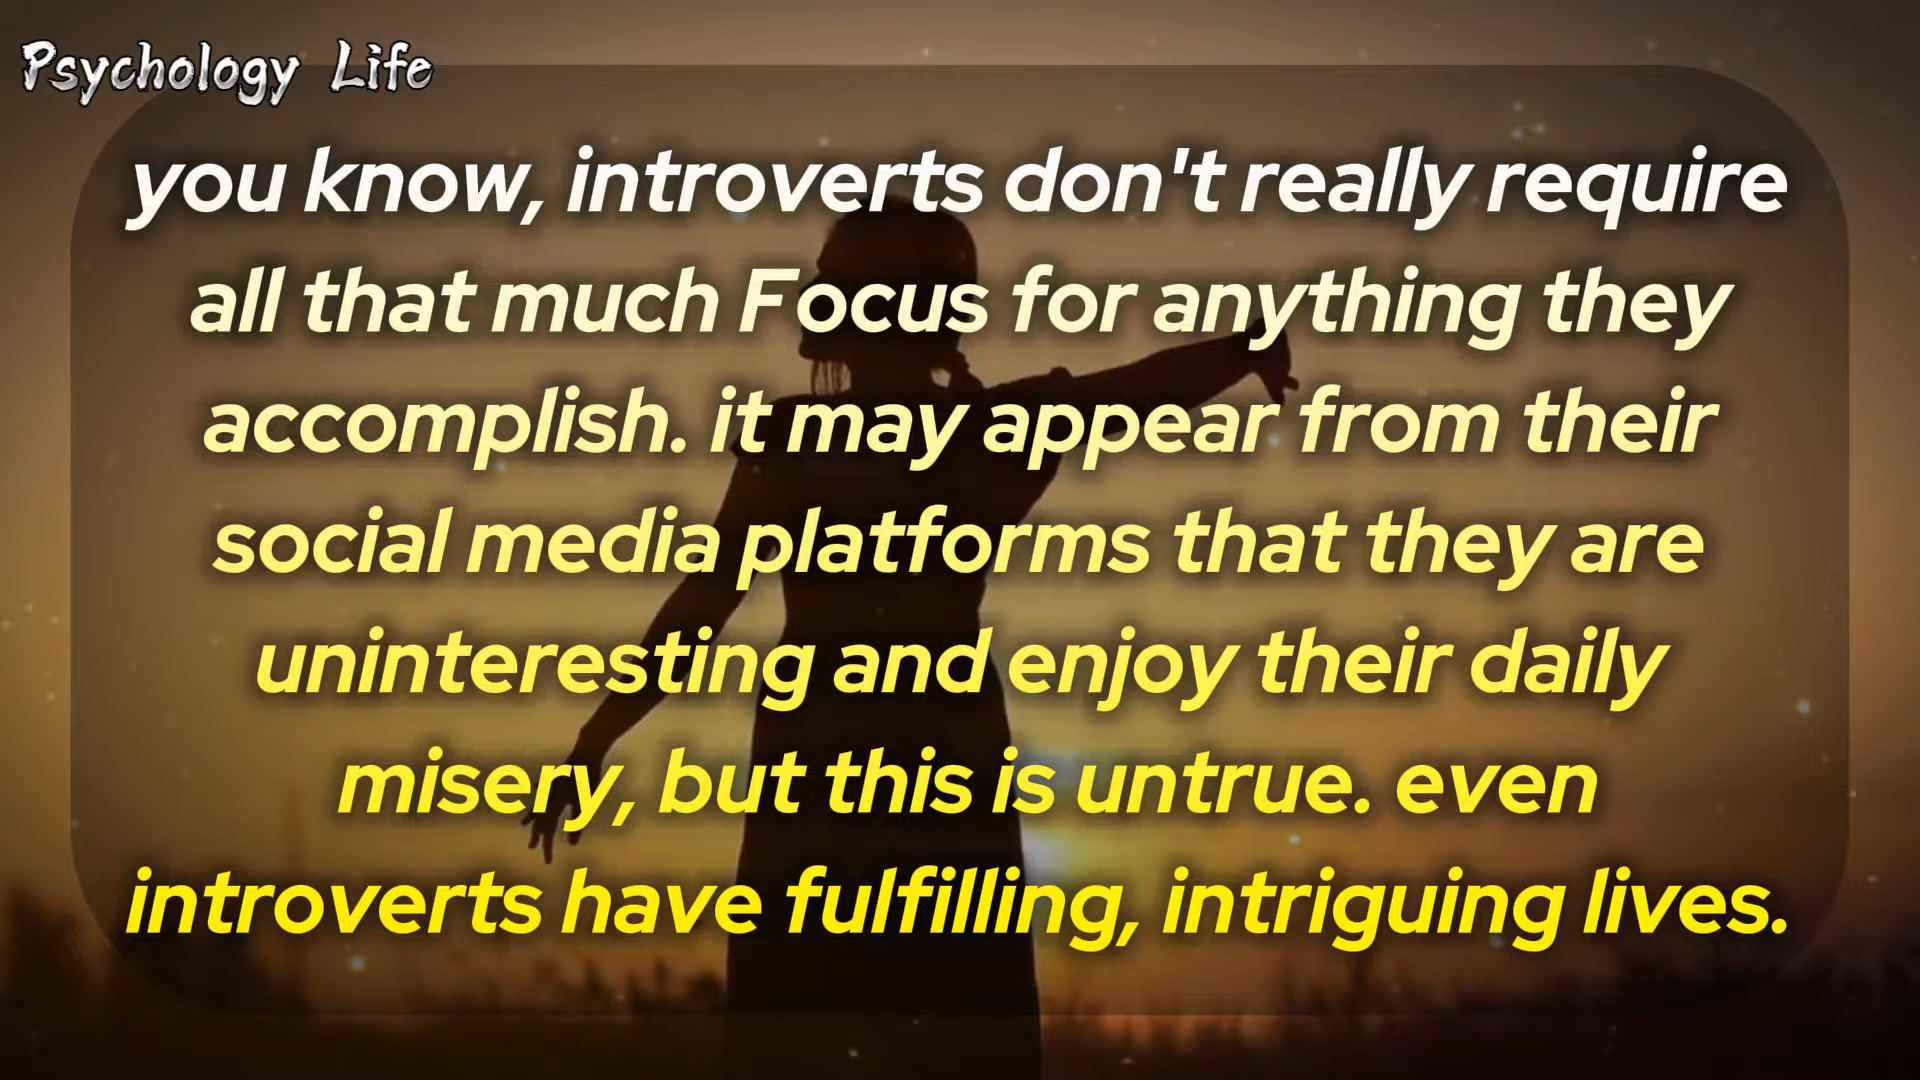 Psychology Life
you know, introverts don't really require
all that much Focus for anything they
accomplish. it may appear from their
social media platforms that they are
uninteresting and enjoy their daily
misery, but this is untrue. even
introverts have fulfilling, intriguing lives.